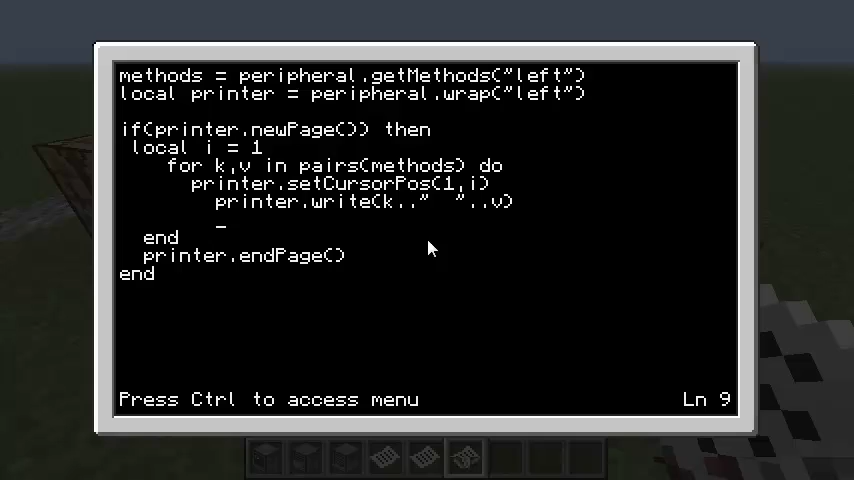 methods = peripheral.getMethods("left")
local printer = peripheral.wrap("left")
if(printer.newPage()) then
local i = 1
for k,v in pairs(methods) do
printer.setCursorPos(1,i)
printer.write(k.."  "..v)
_
end
printer.endPage()
end
Press Ctrl to access menu Ln 9